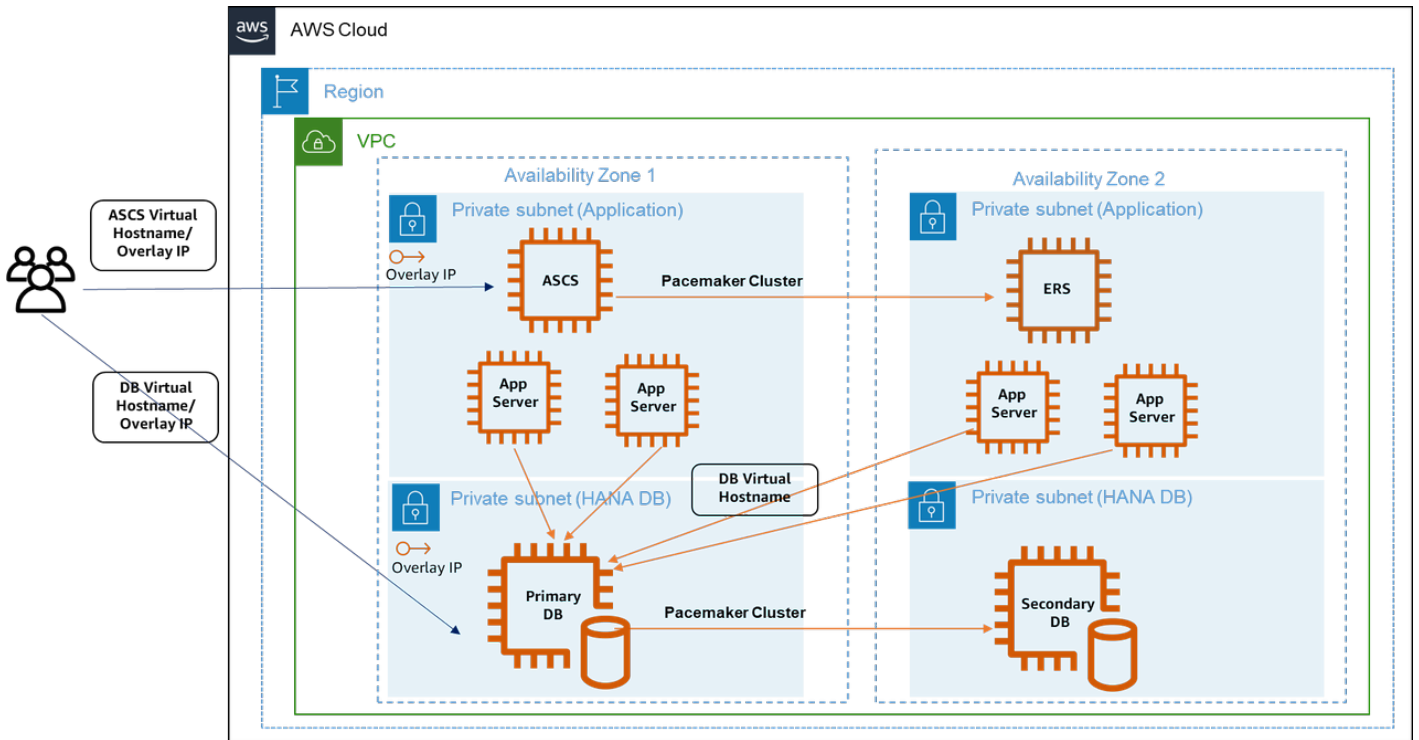 aws
AWS Cloud
Region
VPC
Availability Zone 1
Availability Zone 2
Private subnet (Application)
Private subnet (Application)
ASCS Virtual
Hostname/
Overlay IP
Overlay IP
ASCS
Pacemaker Cluster
ERS
App
Server
App
Server
App
Server
App
Server
DB Virtual
Hostname/
Overlay IP
DB Virtual
Hostname
Private subnet (HANA DB)
Private subnet (HANA DB)
Overlay IP
Primary
DB
Pacemaker Cluster
Secondary
DB